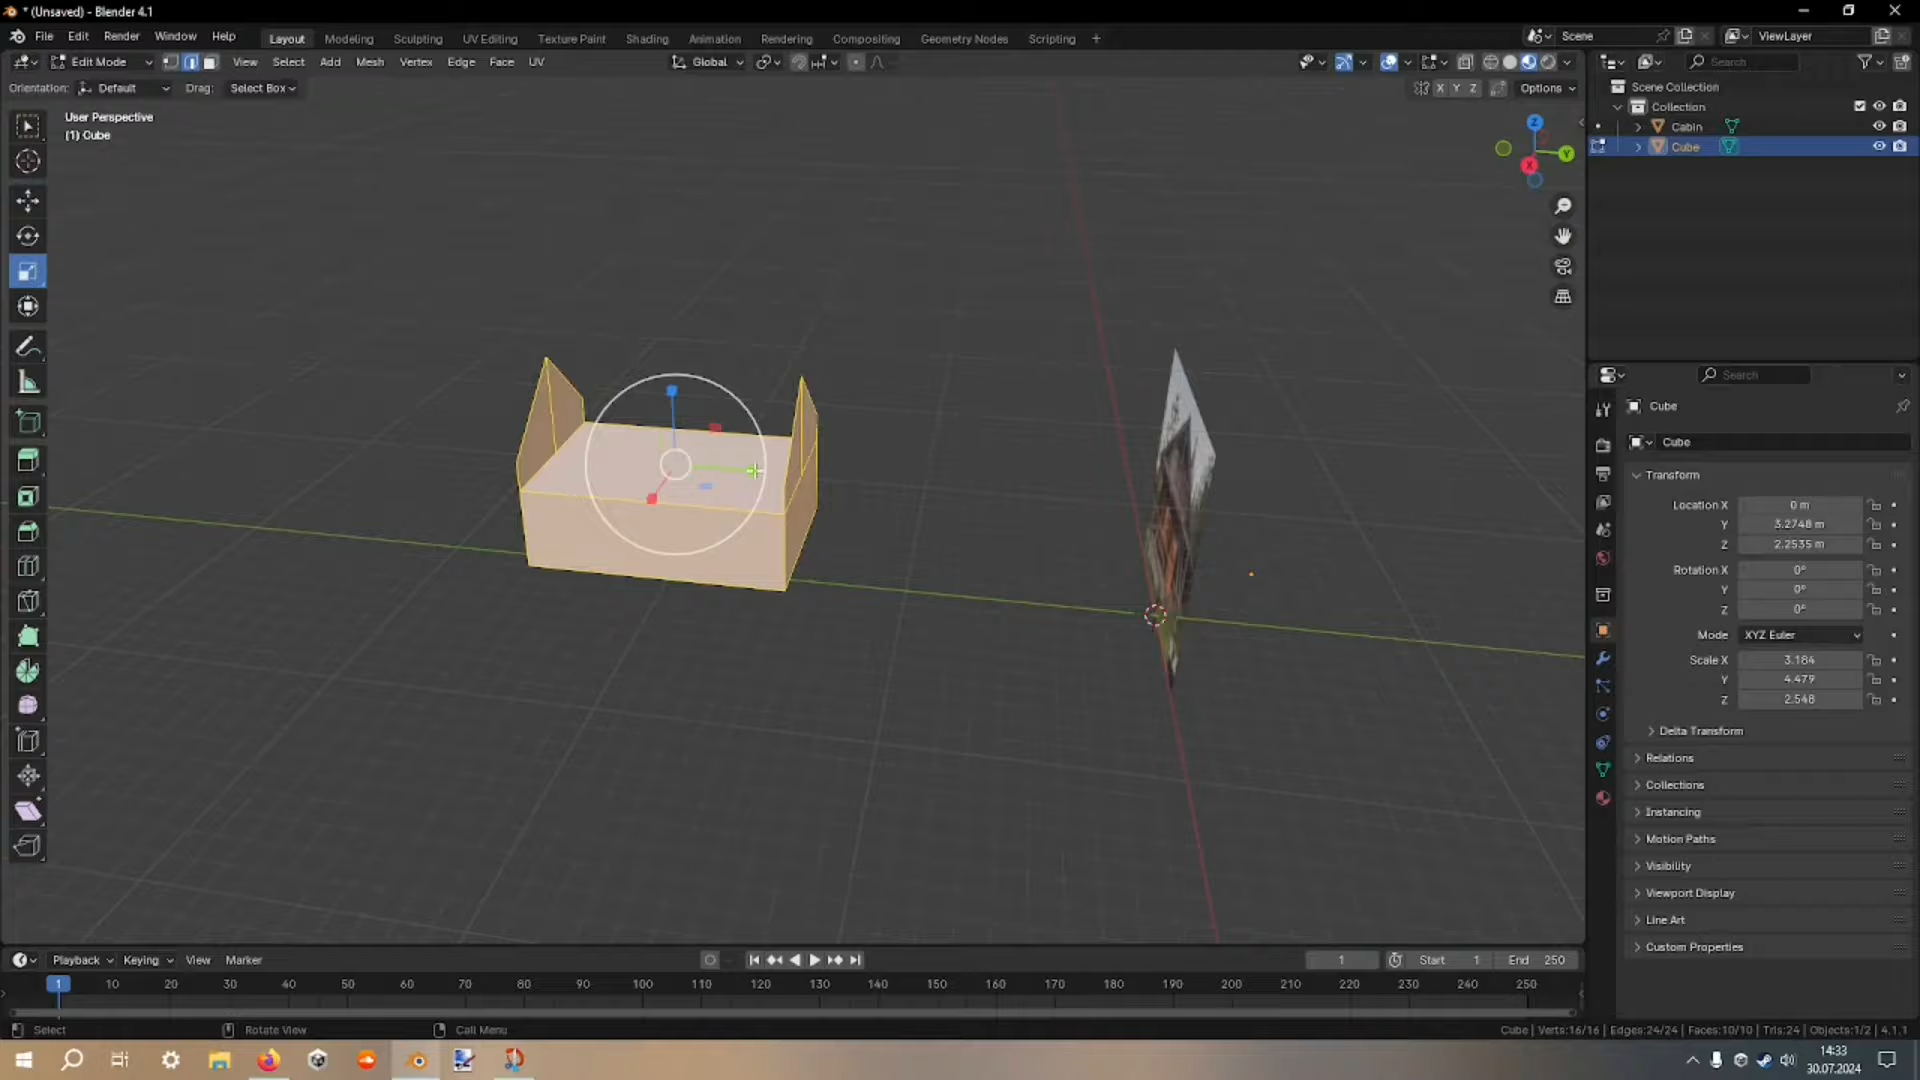 * (Unsaved) - Blender 4.1
File Edit Render Window Help Layout Modeling Sculpting UV Editing Texture Paint Shading Animation Rendering Compositing Geometry Nodes Scripting + Scene ViewLayer
Edit Mode View Select Add Mesh Vertex Edge Face UV Global Search
Orientation: Default Drag: Select Box X Y Z Options
Scene Collection
Collection
Cabin
Cube
User Perspective
(1) Cube
Z
Y
X
Search
Cube
Cube
Transform
Location X 0 m
Y 3.2748 m
Z 2.2535 m
Rotation X 0°
Y 0°
Z 0°
Mode XYZ Euler
Scale X 3.184
Y 4.479
Z 2.548
Delta Transform
Relations
Collections
Instancing
Motion Paths
Visibility
Viewport Display
Line Art
Custom Properties
Playback Keying View Marker 1 Start 1 End 250
1 10 20 30 40 50 60 70 80 90 100 110 120 130 140 150 160 170 180 190 200 210 220 230 240 250
Select Rotate View Call Menu Cube | Verts:16/16 | Edges:24/24 | Faces:10/10 | Tris:24 | Objects:1/2 | 4.1.1
14:33
30.07.2024